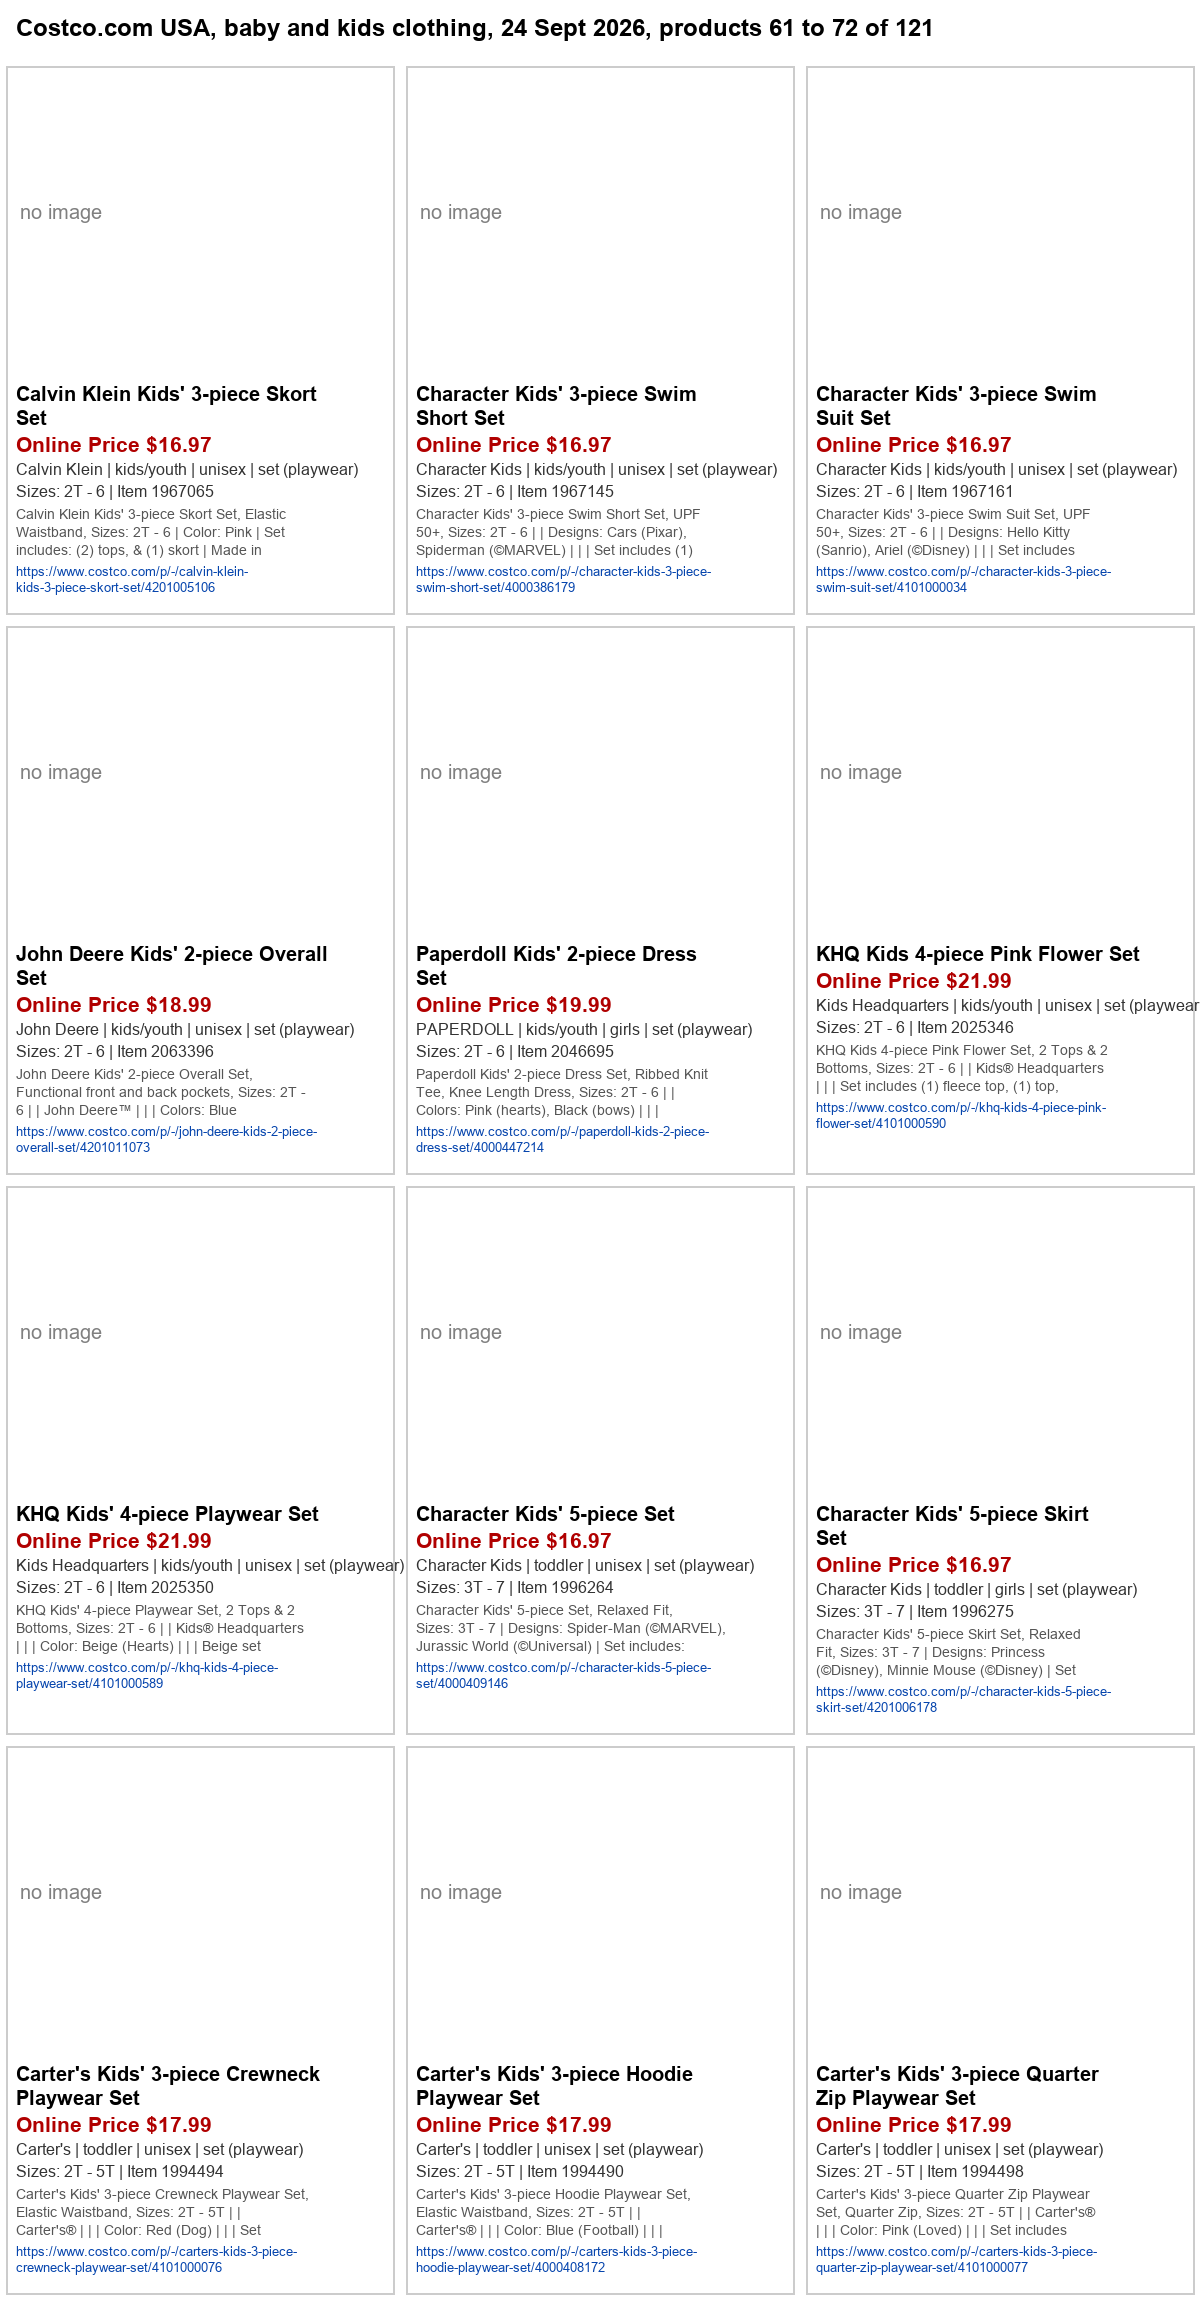 Costco.com USA, baby and kids clothing, 24 Sept 2026, products 61 to 72 of 121
no image
Calvin Klein Kids' 3-piece Skort
Set
Online Price $16.97
Calvin Klein | kids/youth | unisex | set (playwear)
Sizes: 2T - 6 | Item 1967065
Calvin Klein Kids' 3-piece Skort Set, Elastic
Waistband, Sizes: 2T - 6 | Color: Pink | Set
includes: (2) tops, & (1) skort | Made in
https://www.costco.com/p/-/calvin-klein-
kids-3-piece-skort-set/4201005106
no image
Character Kids' 3-piece Swim
Short Set
Online Price $16.97
Character Kids | kids/youth | unisex | set (playwear)
Sizes: 2T - 6 | Item 1967145
Character Kids' 3-piece Swim Short Set, UPF
50+, Sizes: 2T - 6 | | Designs: Cars (Pixar),
Spiderman (©MARVEL) | | | Set includes (1)
https://www.costco.com/p/-/character-kids-3-piece-
swim-short-set/4000386179
no image
Character Kids' 3-piece Swim
Suit Set
Online Price $16.97
Character Kids | kids/youth | unisex | set (playwear)
Sizes: 2T - 6 | Item 1967161
Character Kids' 3-piece Swim Suit Set, UPF
50+, Sizes: 2T - 6 | | Designs: Hello Kitty
(Sanrio), Ariel (©Disney) | | | Set includes
https://www.costco.com/p/-/character-kids-3-piece-
swim-suit-set/4101000034
no image
John Deere Kids' 2-piece Overall
Set
Online Price $18.99
John Deere | kids/youth | unisex | set (playwear)
Sizes: 2T - 6 | Item 2063396
John Deere Kids' 2-piece Overall Set,
Functional front and back pockets, Sizes: 2T -
6 | | John Deere™ | | | Colors: Blue
https://www.costco.com/p/-/john-deere-kids-2-piece-
overall-set/4201011073
no image
Paperdoll Kids' 2-piece Dress
Set
Online Price $19.99
PAPERDOLL | kids/youth | girls | set (playwear)
Sizes: 2T - 6 | Item 2046695
Paperdoll Kids' 2-piece Dress Set, Ribbed Knit
Tee, Knee Length Dress, Sizes: 2T - 6 | |
Colors: Pink (hearts), Black (bows) | | |
https://www.costco.com/p/-/paperdoll-kids-2-piece-
dress-set/4000447214
no image
KHQ Kids 4-piece Pink Flower Set
Online Price $21.99
Kids Headquarters | kids/youth | unisex | set (playwear
Sizes: 2T - 6 | Item 2025346
KHQ Kids 4-piece Pink Flower Set, 2 Tops & 2
Bottoms, Sizes: 2T - 6 | | Kids® Headquarters
| | | Set includes (1) fleece top, (1) top,
https://www.costco.com/p/-/khq-kids-4-piece-pink-
flower-set/4101000590
no image
KHQ Kids' 4-piece Playwear Set
Online Price $21.99
Kids Headquarters | kids/youth | unisex | set (playwear)
Sizes: 2T - 6 | Item 2025350
KHQ Kids' 4-piece Playwear Set, 2 Tops & 2
Bottoms, Sizes: 2T - 6 | | Kids® Headquarters
| | | Color: Beige (Hearts) | | | Beige set
https://www.costco.com/p/-/khq-kids-4-piece-
playwear-set/4101000589
no image
Character Kids' 5-piece Set
Online Price $16.97
Character Kids | toddler | unisex | set (playwear)
Sizes: 3T - 7 | Item 1996264
Character Kids' 5-piece Set, Relaxed Fit,
Sizes: 3T - 7 | Designs: Spider-Man (©MARVEL),
Jurassic World (©Universal) | Set includes:
https://www.costco.com/p/-/character-kids-5-piece-
set/4000409146
no image
Character Kids' 5-piece Skirt
Set
Online Price $16.97
Character Kids | toddler | girls | set (playwear)
Sizes: 3T - 7 | Item 1996275
Character Kids' 5-piece Skirt Set, Relaxed
Fit, Sizes: 3T - 7 | Designs: Princess
(©Disney), Minnie Mouse (©Disney) | Set
https://www.costco.com/p/-/character-kids-5-piece-
skirt-set/4201006178
no image
Carter's Kids' 3-piece Crewneck
Playwear Set
Online Price $17.99
Carter's | toddler | unisex | set (playwear)
Sizes: 2T - 5T | Item 1994494
Carter's Kids' 3-piece Crewneck Playwear Set,
Elastic Waistband, Sizes: 2T - 5T | |
Carter's® | | | Color: Red (Dog) | | | Set
https://www.costco.com/p/-/carters-kids-3-piece-
crewneck-playwear-set/4101000076
no image
Carter's Kids' 3-piece Hoodie
Playwear Set
Online Price $17.99
Carter's | toddler | unisex | set (playwear)
Sizes: 2T - 5T | Item 1994490
Carter's Kids' 3-piece Hoodie Playwear Set,
Elastic Waistband, Sizes: 2T - 5T | |
Carter's® | | | Color: Blue (Football) | | |
https://www.costco.com/p/-/carters-kids-3-piece-
hoodie-playwear-set/4000408172
no image
Carter's Kids' 3-piece Quarter
Zip Playwear Set
Online Price $17.99
Carter's | toddler | unisex | set (playwear)
Sizes: 2T - 5T | Item 1994498
Carter's Kids' 3-piece Quarter Zip Playwear
Set, Quarter Zip, Sizes: 2T - 5T | | Carter's®
| | | Color: Pink (Loved) | | | Set includes
https://www.costco.com/p/-/carters-kids-3-piece-
quarter-zip-playwear-set/4101000077